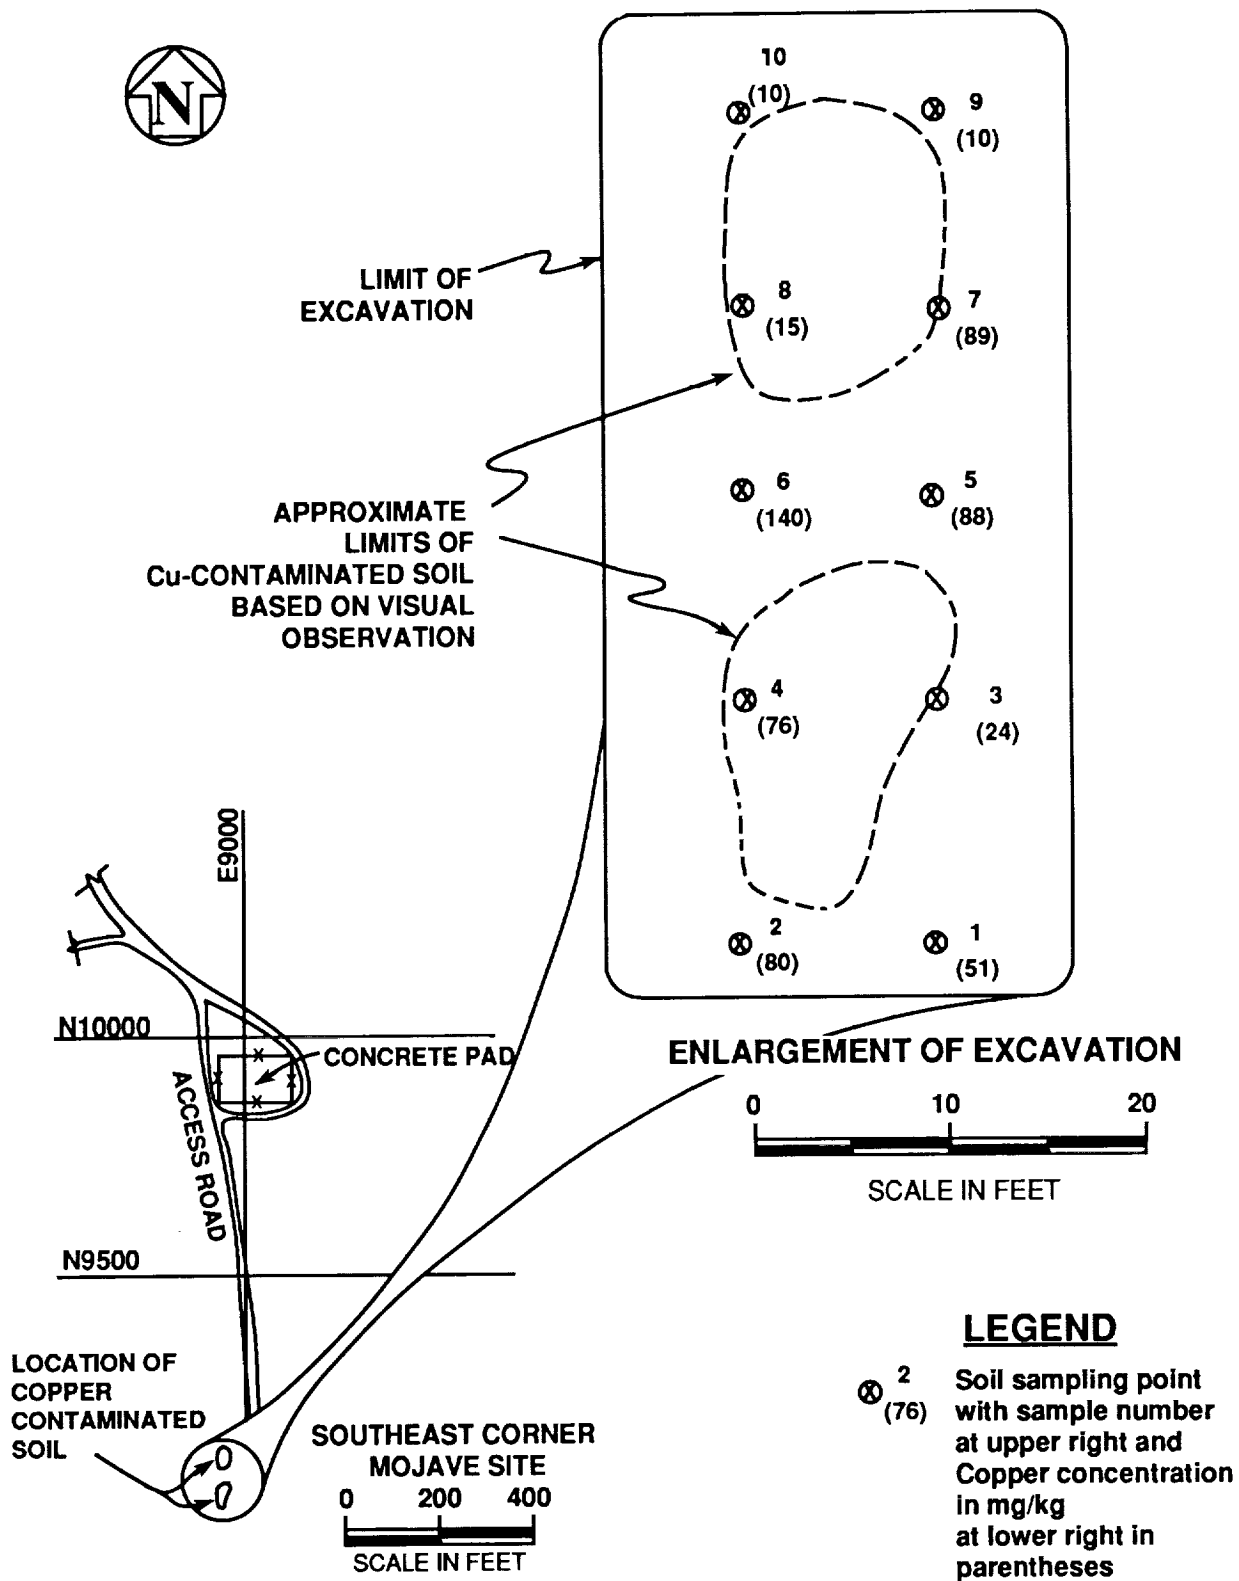 N
10
(10)
9
(10)
LIMIT OF
EXCAVATION
8
(15)
7
(89)
6
(140)
5
(88)
APPROXIMATE
LIMITS OF
Cu-CONTAMINATED SOIL
BASED ON VISUAL
OBSERVATION
4
(76)
3
(24)
2
(80)
1
(51)
E9000
N10000
CONCRETE PAD
ACCESS ROAD
N9500
ENLARGEMENT OF EXCAVATION
0 10 20
SCALE IN FEET
LOCATION OF
COPPER
CONTAMINATED
SOIL
SOUTHEAST CORNER
MOJAVE SITE
0 200 400
SCALE IN FEET
LEGEND
2
(76)
Soil sampling point
with sample number
at upper right and
Copper concentration
in mg/kg
at lower right in
parentheses